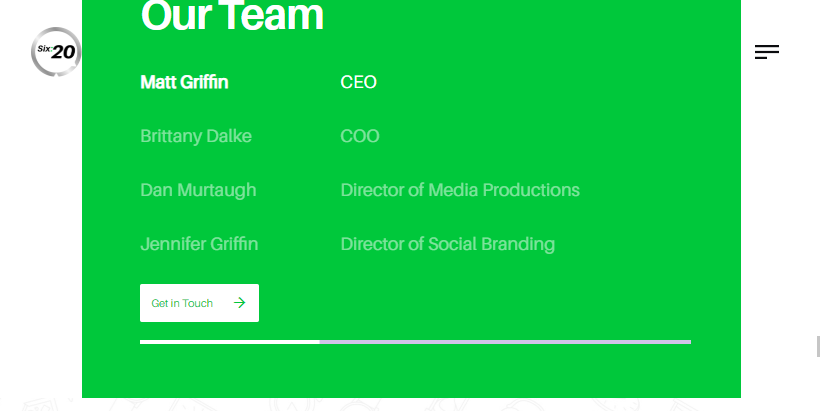 Our Team
Six:20
Matt Griffin CEO
Brittany Dalke COO
Dan Murtaugh Director of Media Productions
Jennifer Griffin Director of Social Branding
Get in Touch